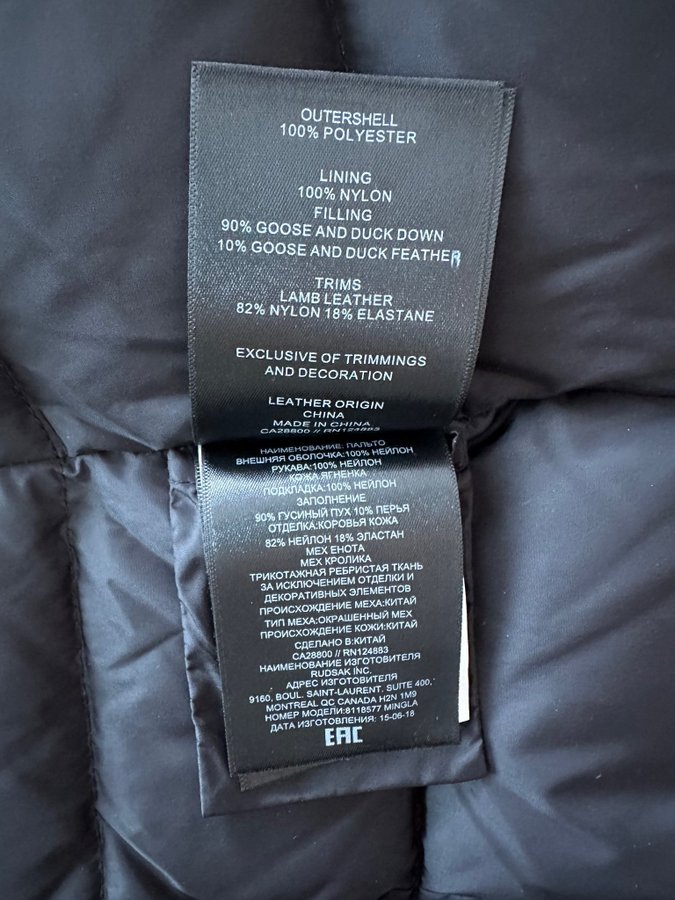 OUTERSHELL
100% POLYESTER
LINING
100% NYLON
FILLING
90% GOOSE AND DUCK DOWN
10% GOOSE AND DUCK FEATHER
TRIMS
LAMB LEATHER
82% NYLON 18% ELASTANE
EXCLUSIVE OF TRIMMINGS
AND DECORATION
LEATHER ORIGIN
CHINA
MADE IN CHINA
CA28800 // RN124883
НАИМЕНОВАНИЕ: ПАЛЬТО
ВНЕШНЯЯ ОБОЛОЧКА:100% НЕЙЛОН
РУКАВА:100% НЕЙЛОН
КОЖА ЯГНЕНКА
ПОДКЛАДКА:100% НЕЙЛОН
ЗАПОЛНЕНИЕ
90% ГУСИНЫЙ ПУХ 10% ПЕРЬЯ
ОТДЕЛКА:КОРОВЬЯ КОЖА
82% НЕЙЛОН 18% ЭЛАСТАН
МЕХ ЕНОТА
МЕХ КРОЛИКА
ТРИКОТАЖНАЯ РЕБРИСТАЯ ТКАНЬ
ЗА ИСКЛЮЧЕНИЕМ ОТДЕЛКИ И
ДЕКОРАТИВНЫХ ЭЛЕМЕНТОВ
ПРОИСХОЖДЕНИЕ МЕХА:КИТАЙ
ТИП МЕХА:ОКРАШЕННЫЙ МЕХ
ПРОИСХОЖДЕНИЕ КОЖИ:КИТАЙ
СДЕЛАНО В:КИТАЙ
CA28800 // RN124883
НАИМЕНОВАНИЕ ИЗГОТОВИТЕЛЯ
RUDSAK INC.
АДРЕС ИЗГОТОВИТЕЛЯ
9160, BOUL. SAINT-LAURENT. SUITE 400,
MONTREAL QC CANADA H2N 1M9
НОМЕР МОДЕЛИ:8118577 MINGLA
ДАТА ИЗГОТОВЛЕНИЯ: 15-06-18
EAC